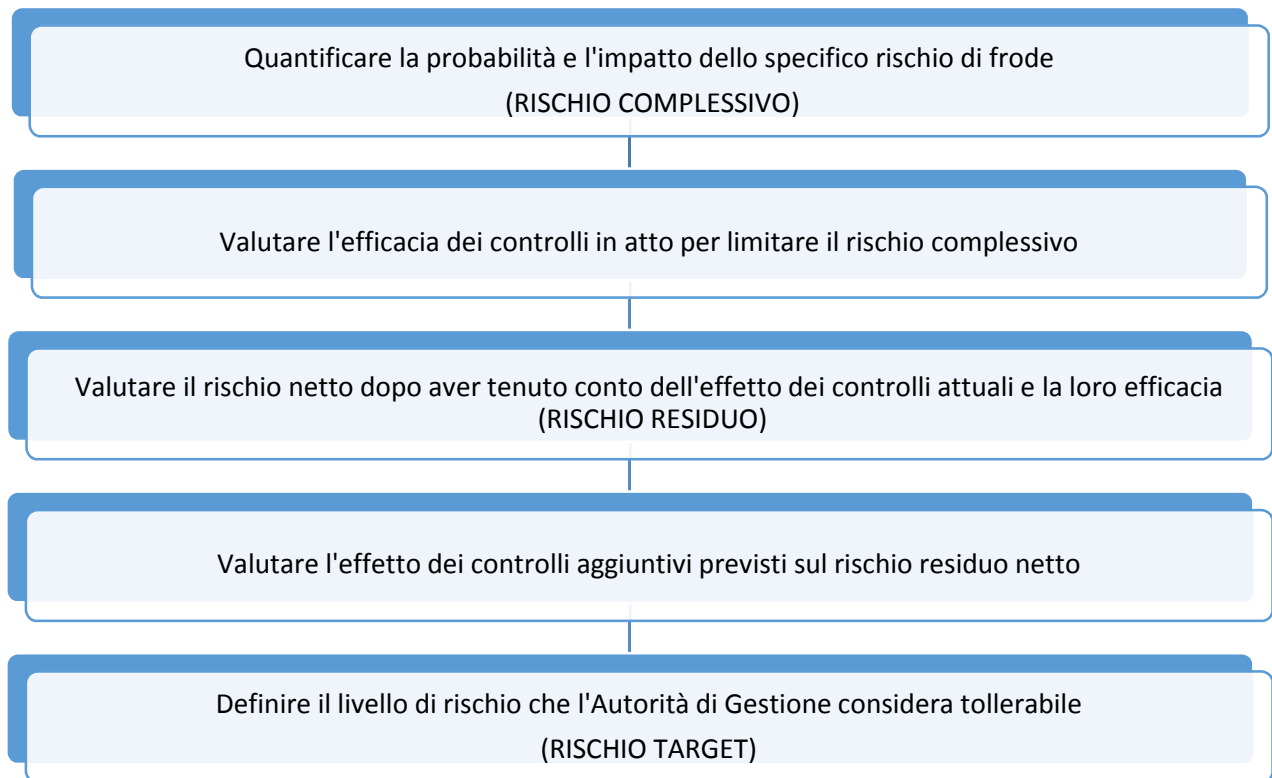 Quantificare la probabilità e l'impatto dello specifico rischio di frode
(RISCHIO COMPLESSIVO)
Valutare l'efficacia dei controlli in atto per limitare il rischio complessivo
Valutare il rischio netto dopo aver tenuto conto dell'effetto dei controlli attuali e la loro efficacia
(RISCHIO RESIDUO)
Valutare l'effetto dei controlli aggiuntivi previsti sul rischio residuo netto
Definire il livello di rischio che l'Autorità di Gestione considera tollerabile
(RISCHIO TARGET)